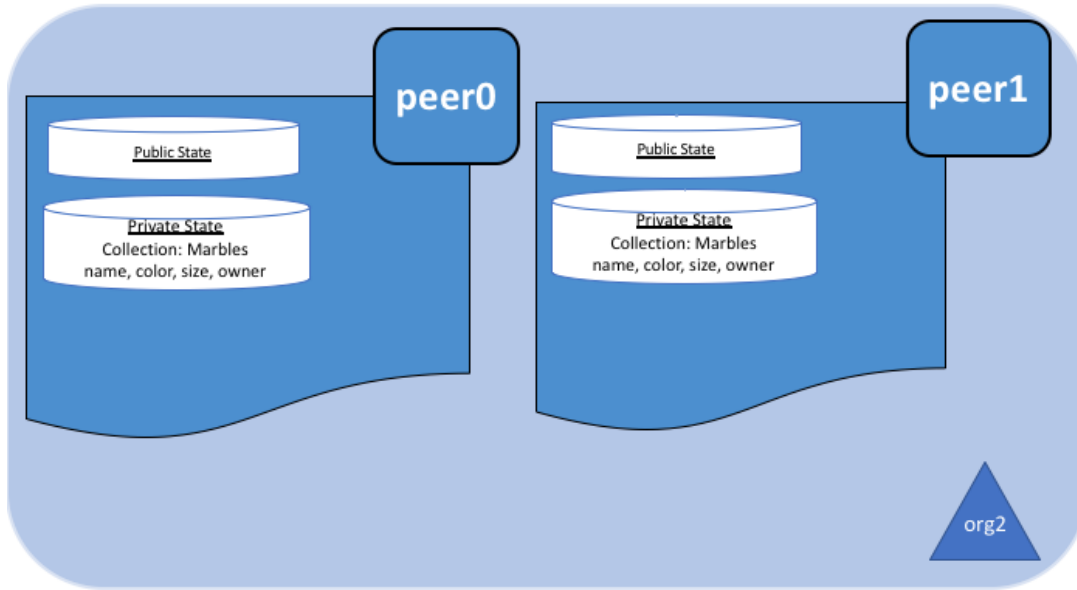 peer0
Public State
Private State
Collection: Marbles
name, color, size, owner
peer1
Public State
Private State
Collection: Marbles
name, color, size, owner
org2